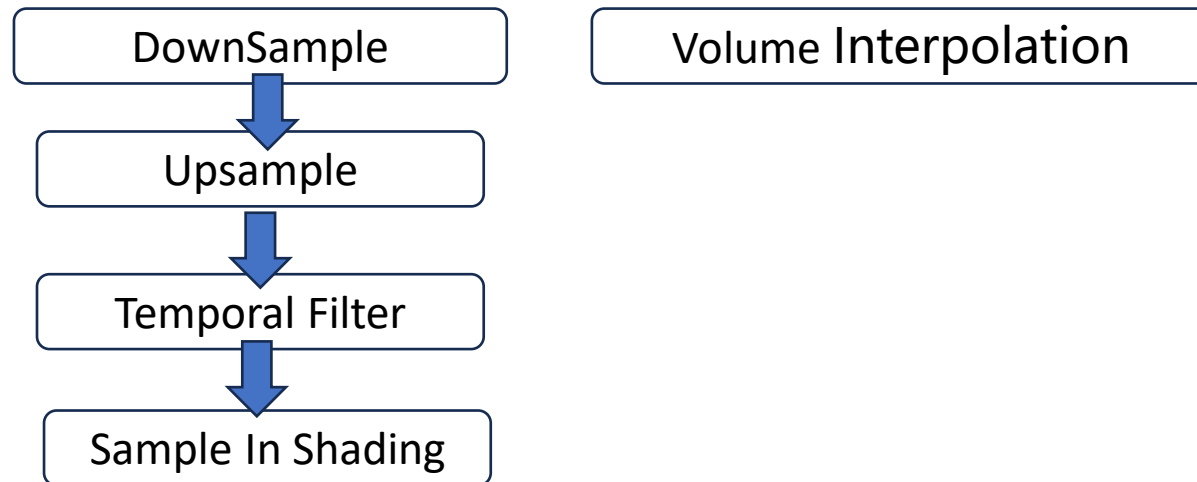 DownSample
Volume Interpolation
Upsample
Temporal Filter
Sample In Shading